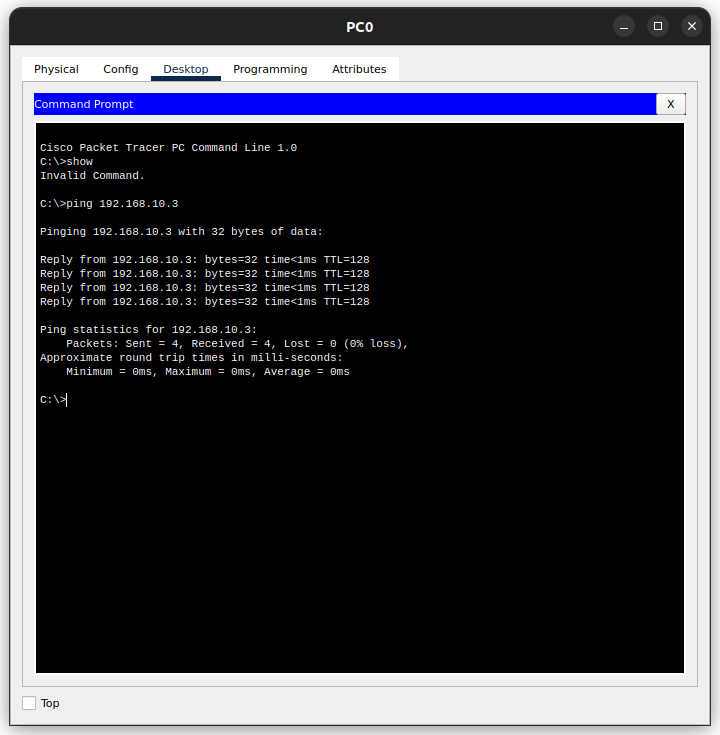 PC0
Physical Config Desktop Programming Attributes
Command Prompt X
Cisco Packet Tracer PC Command Line 1.0
C:\>show
Invalid Command.
C:\>ping 192.168.10.3
Pinging 192.168.10.3 with 32 bytes of data:
Reply from 192.168.10.3: bytes=32 time<1ms TTL=128
Reply from 192.168.10.3: bytes=32 time<1ms TTL=128
Reply from 192.168.10.3: bytes=32 time<1ms TTL=128
Reply from 192.168.10.3: bytes=32 time<1ms TTL=128
Ping statistics for 192.168.10.3:
Packets: Sent = 4, Received = 4, Lost = 0 (0% loss),
Approximate round trip times in milli-seconds:
Minimum = 0ms, Maximum = 0ms, Average = 0ms
C:\>
Top